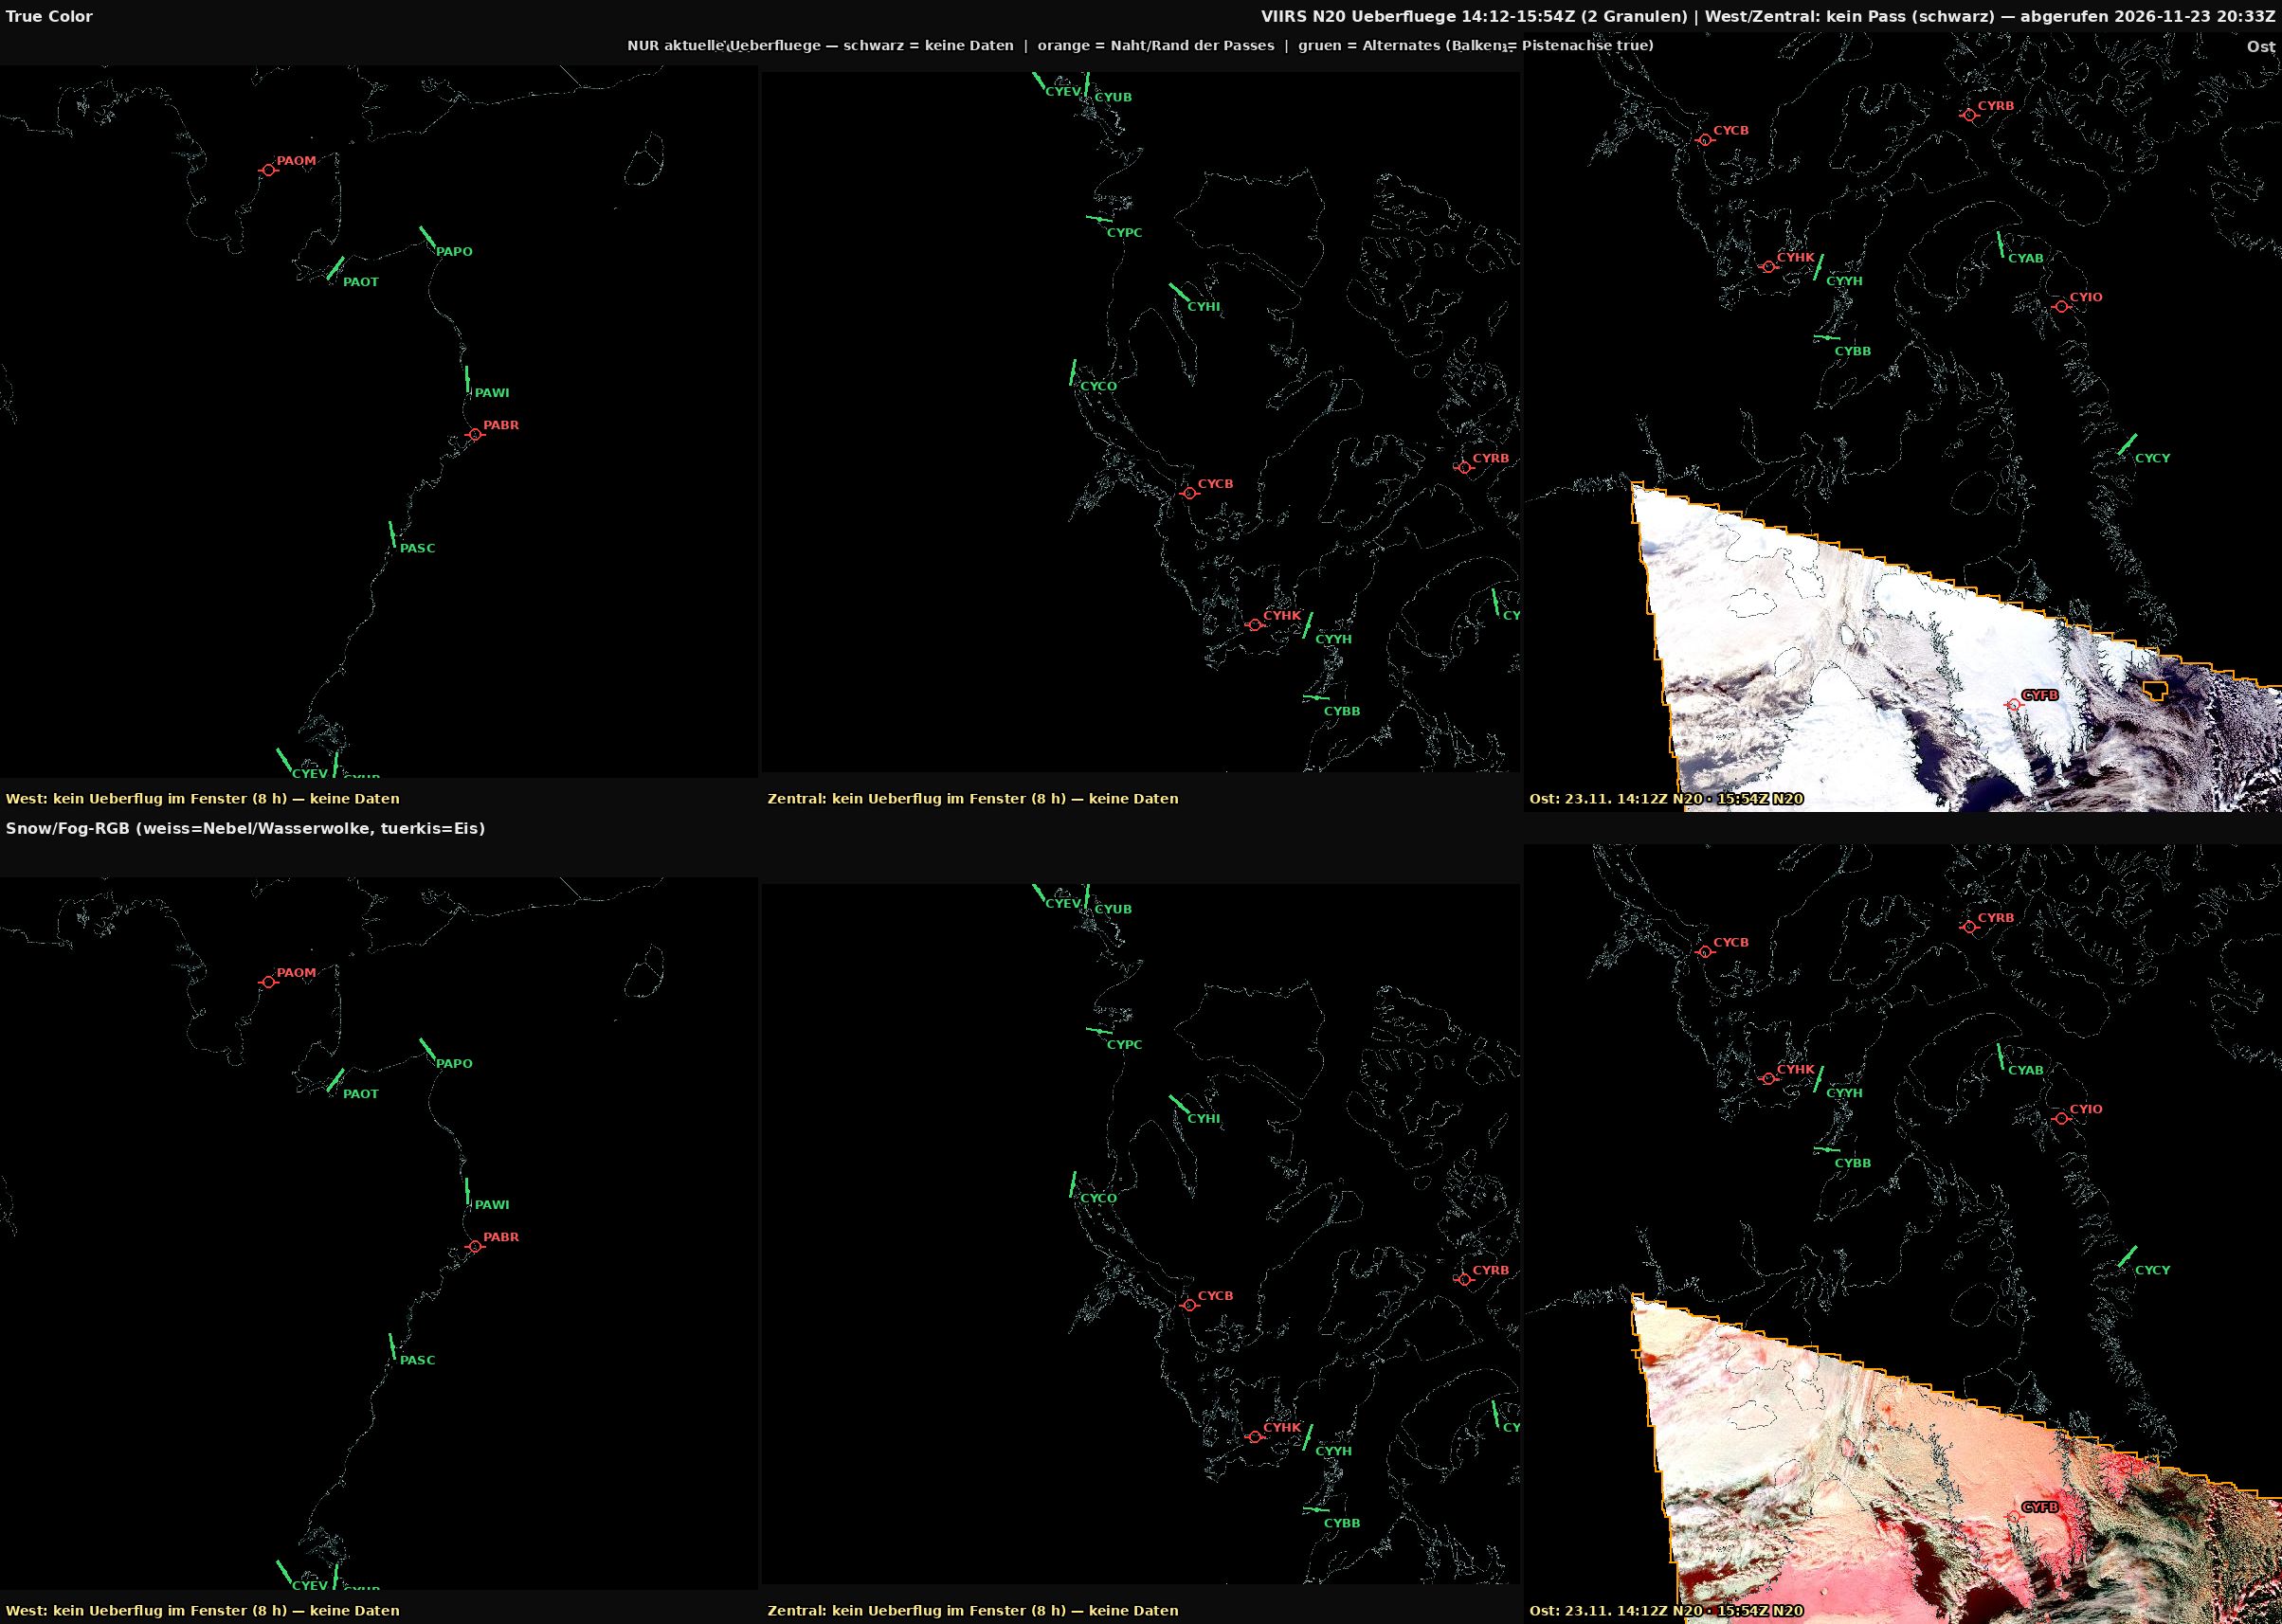 True Color
VIIRS N20 Ueberfluege 14:12-15:54Z (2 Granulen) | West/Zentral: kein Pass (schwarz) — abgerufen 2026-11-23 20:33Z
NUR aktuelle Ueberfluege — schwarz = keine Daten | orange = Naht/Rand der Passes | gruen = Alternates (Balken = Pistenachse true)
Ost
PAOM
PAPO
PAOT
PAWI
PABR
PASC
CYEV
CYUB
West: kein Ueberflug im Fenster (8 h) — keine Daten
CYEV
CYUB
CYPC
CYHI
CYCO
CYRB
CYCB
CYHK
CYYH
CY
CYBB
Zentral: kein Ueberflug im Fenster (8 h) — keine Daten
CYRB
CYCB
CYHK
CYAB
CYYH
CYIO
CYBB
CYCY
CYFB
Ost: 23.11. 14:12Z N20 · 15:54Z N20
Snow/Fog-RGB (weiss=Nebel/Wasserwolke, tuerkis=Eis)
PAOM
PAPO
PAOT
PAWI
PABR
PASC
CYEV
CYUB
West: kein Ueberflug im Fenster (8 h) — keine Daten
CYEV
CYUB
CYPC
CYHI
CYCO
CYRB
CYCB
CYHK
CYYH
CY
CYBB
Zentral: kein Ueberflug im Fenster (8 h) — keine Daten
CYRB
CYCB
CYHK
CYAB
CYYH
CYIO
CYBB
CYCY
CYFB
Ost: 23.11. 14:12Z N20 · 15:54Z N20